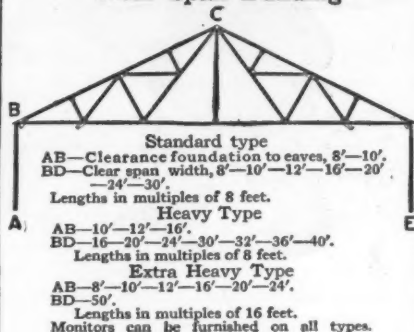 C
B
Standard type
AB—Clearance foundation to eaves, 8'—10'.
BD—Clear span width, 8'—10'—12'—16'—20'
—24'—30'.
Lengths in multiples of 8 feet.
A
E
Heavy Type
AB—10'—12'—16'.
BD—16—20'—24'—30'—32'—36'—40'.
Lengths in multiples of 8 feet.
Extra Heavy Type
AB—8'—10'—12'—16'—20'—24'.
BD—50'.
Lengths in multiples of 16 feet.
Monitors can be furnished on all types.